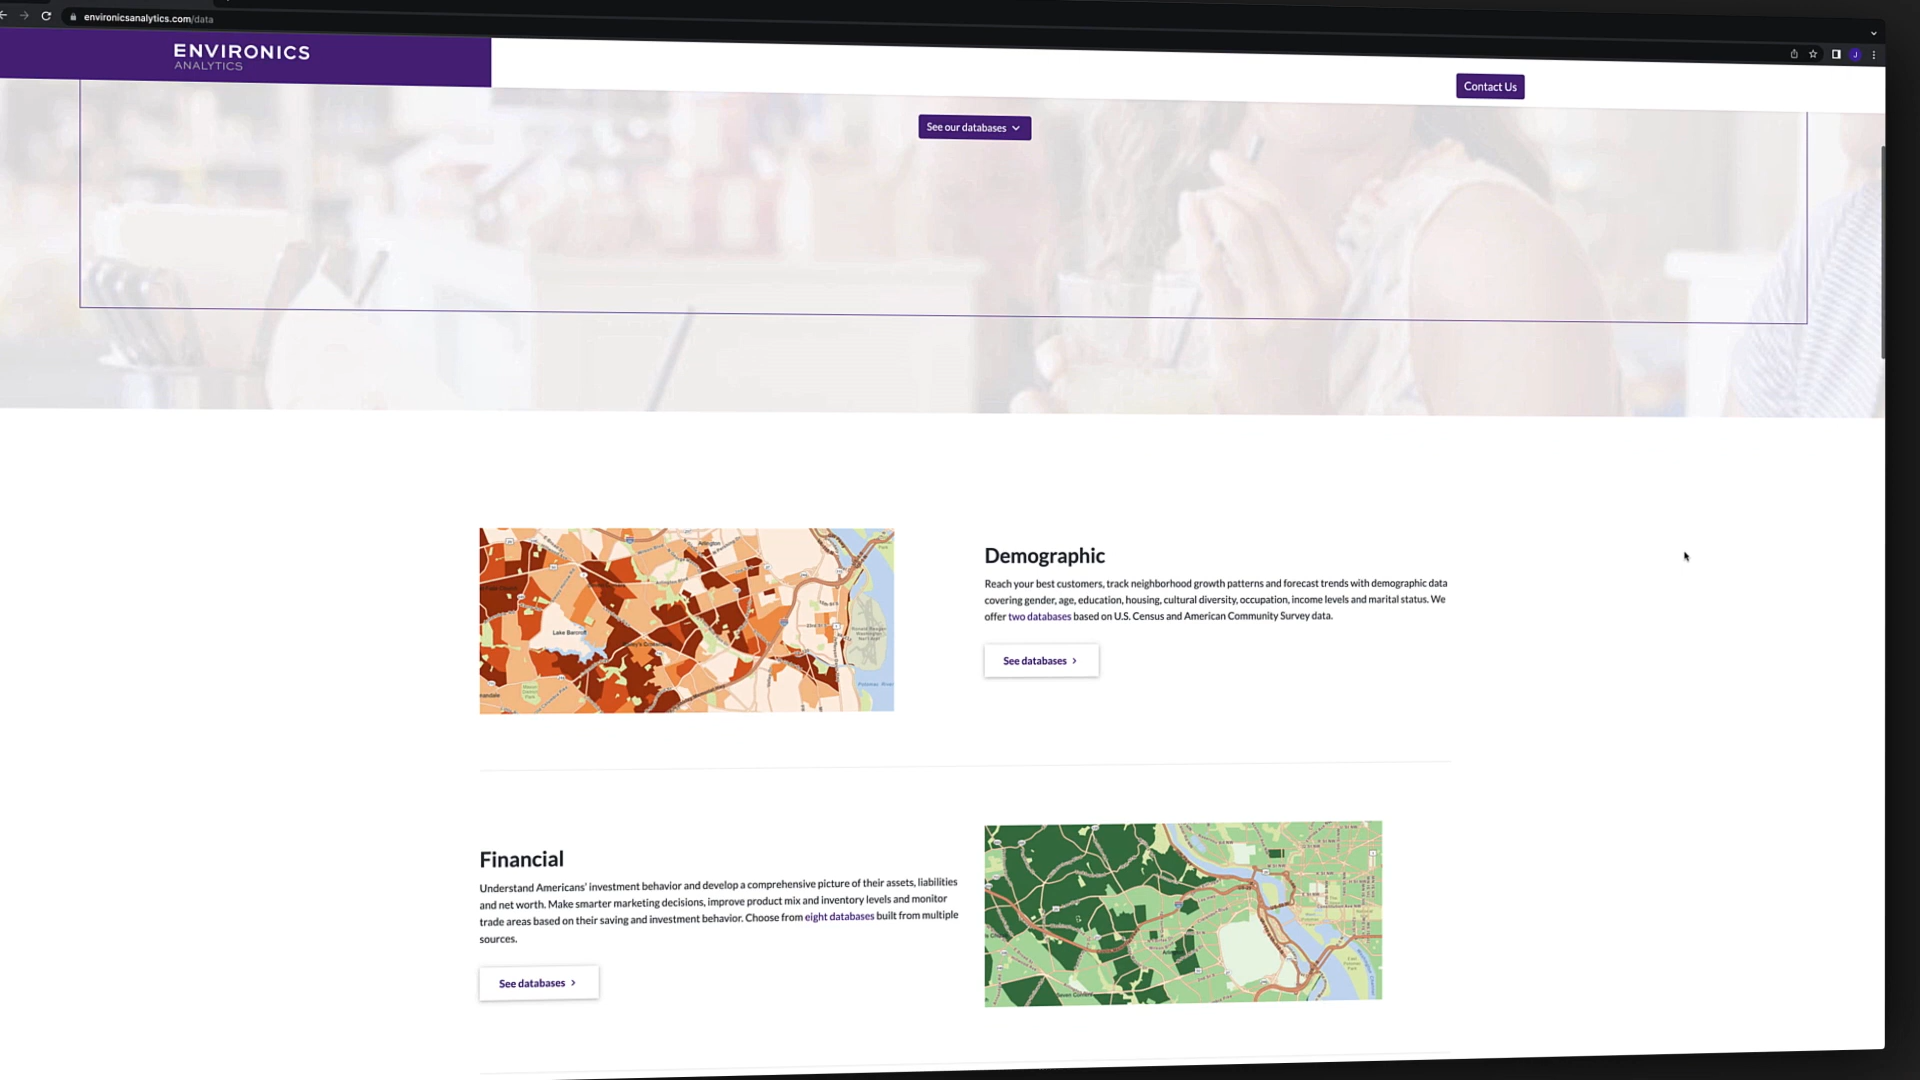 environicsanalytics.com/data
ENVIRONICS
ANALYTICS
Contact Us
See our databases
Demographic
Reach your best customers, track neighborhood growth patterns and forecast trends with demographic data
covering gender, age, education, housing, cultural diversity, occupation, income levels and marital status. We
offer two databases based on U.S. Census and American Community Survey data.
See databases
Lake Barcroft
Arlington
Potomac River
Financial
Understand Americans' investment behavior and develop a comprehensive picture of their assets, liabilities
and net worth. Make smarter marketing decisions, improve product mix and inventory levels and monitor
trade areas based on their saving and investment behavior. Choose from eight databases built from multiple
sources.
See databases